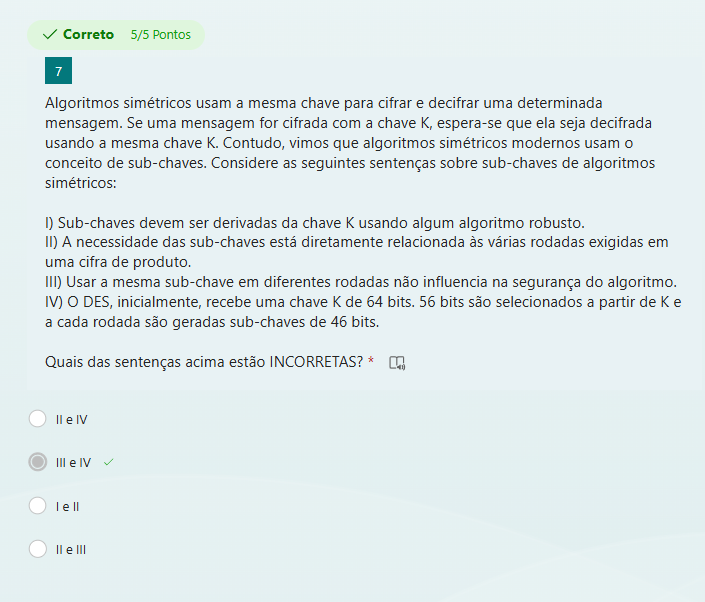 Correto 5/5 Pontos
7
Algoritmos simétricos usam a mesma chave para cifrar e decifrar uma determinada
mensagem. Se uma mensagem for cifrada com a chave K, espera-se que ela seja decifrada
usando a mesma chave K. Contudo, vimos que algoritmos simétricos modernos usam o
conceito de sub-chaves. Considere as seguintes sentenças sobre sub-chaves de algoritmos
simétricos:
I) Sub-chaves devem ser derivadas da chave K usando algum algoritmo robusto.
II) A necessidade das sub-chaves está diretamente relacionada às várias rodadas exigidas em
uma cifra de produto.
III) Usar a mesma sub-chave em diferentes rodadas não influencia na segurança do algoritmo.
IV) O DES, inicialmente, recebe uma chave K de 64 bits. 56 bits são selecionados a partir de K e
a cada rodada são geradas sub-chaves de 46 bits.
Quais das sentenças acima estão INCORRETAS? *
II e IV
III e IV
I e II
II e III